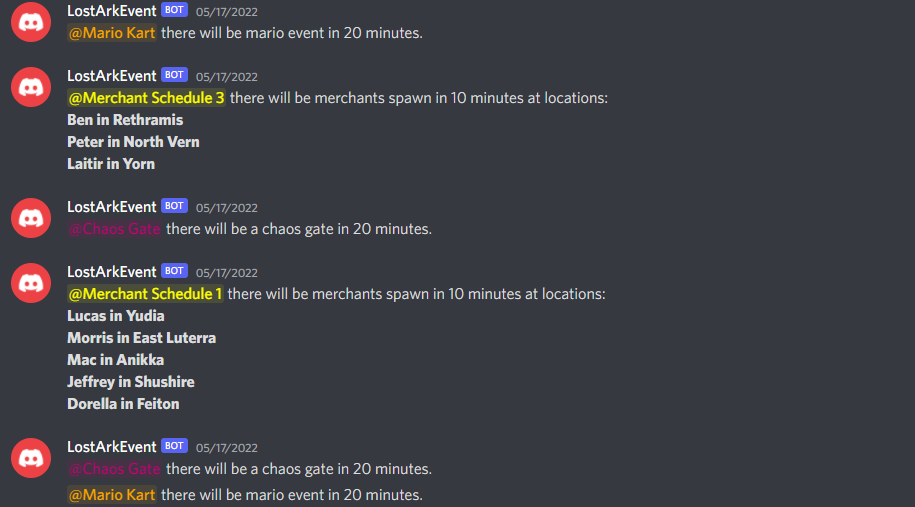 LostArkEvent BOT 05/17/2022
@Mario Kart there will be mario event in 20 minutes.
LostArkEvent BOT 05/17/2022
@Merchant Schedule 3 there will be merchants spawn in 10 minutes at locations:
Ben in Rethramis
Peter in North Vern
Laitir in Yorn
LostArkEvent BOT 05/17/2022
@Chaos Gate there will be a chaos gate in 20 minutes.
LostArkEvent BOT 05/17/2022
@Merchant Schedule 1 there will be merchants spawn in 10 minutes at locations:
Lucas in Yudia
Morris in East Luterra
Mac in Anikka
Jeffrey in Shushire
Dorella in Feiton
LostArkEvent BOT 05/17/2022
@Chaos Gate there will be a chaos gate in 20 minutes.
@Mario Kart there will be mario event in 20 minutes.